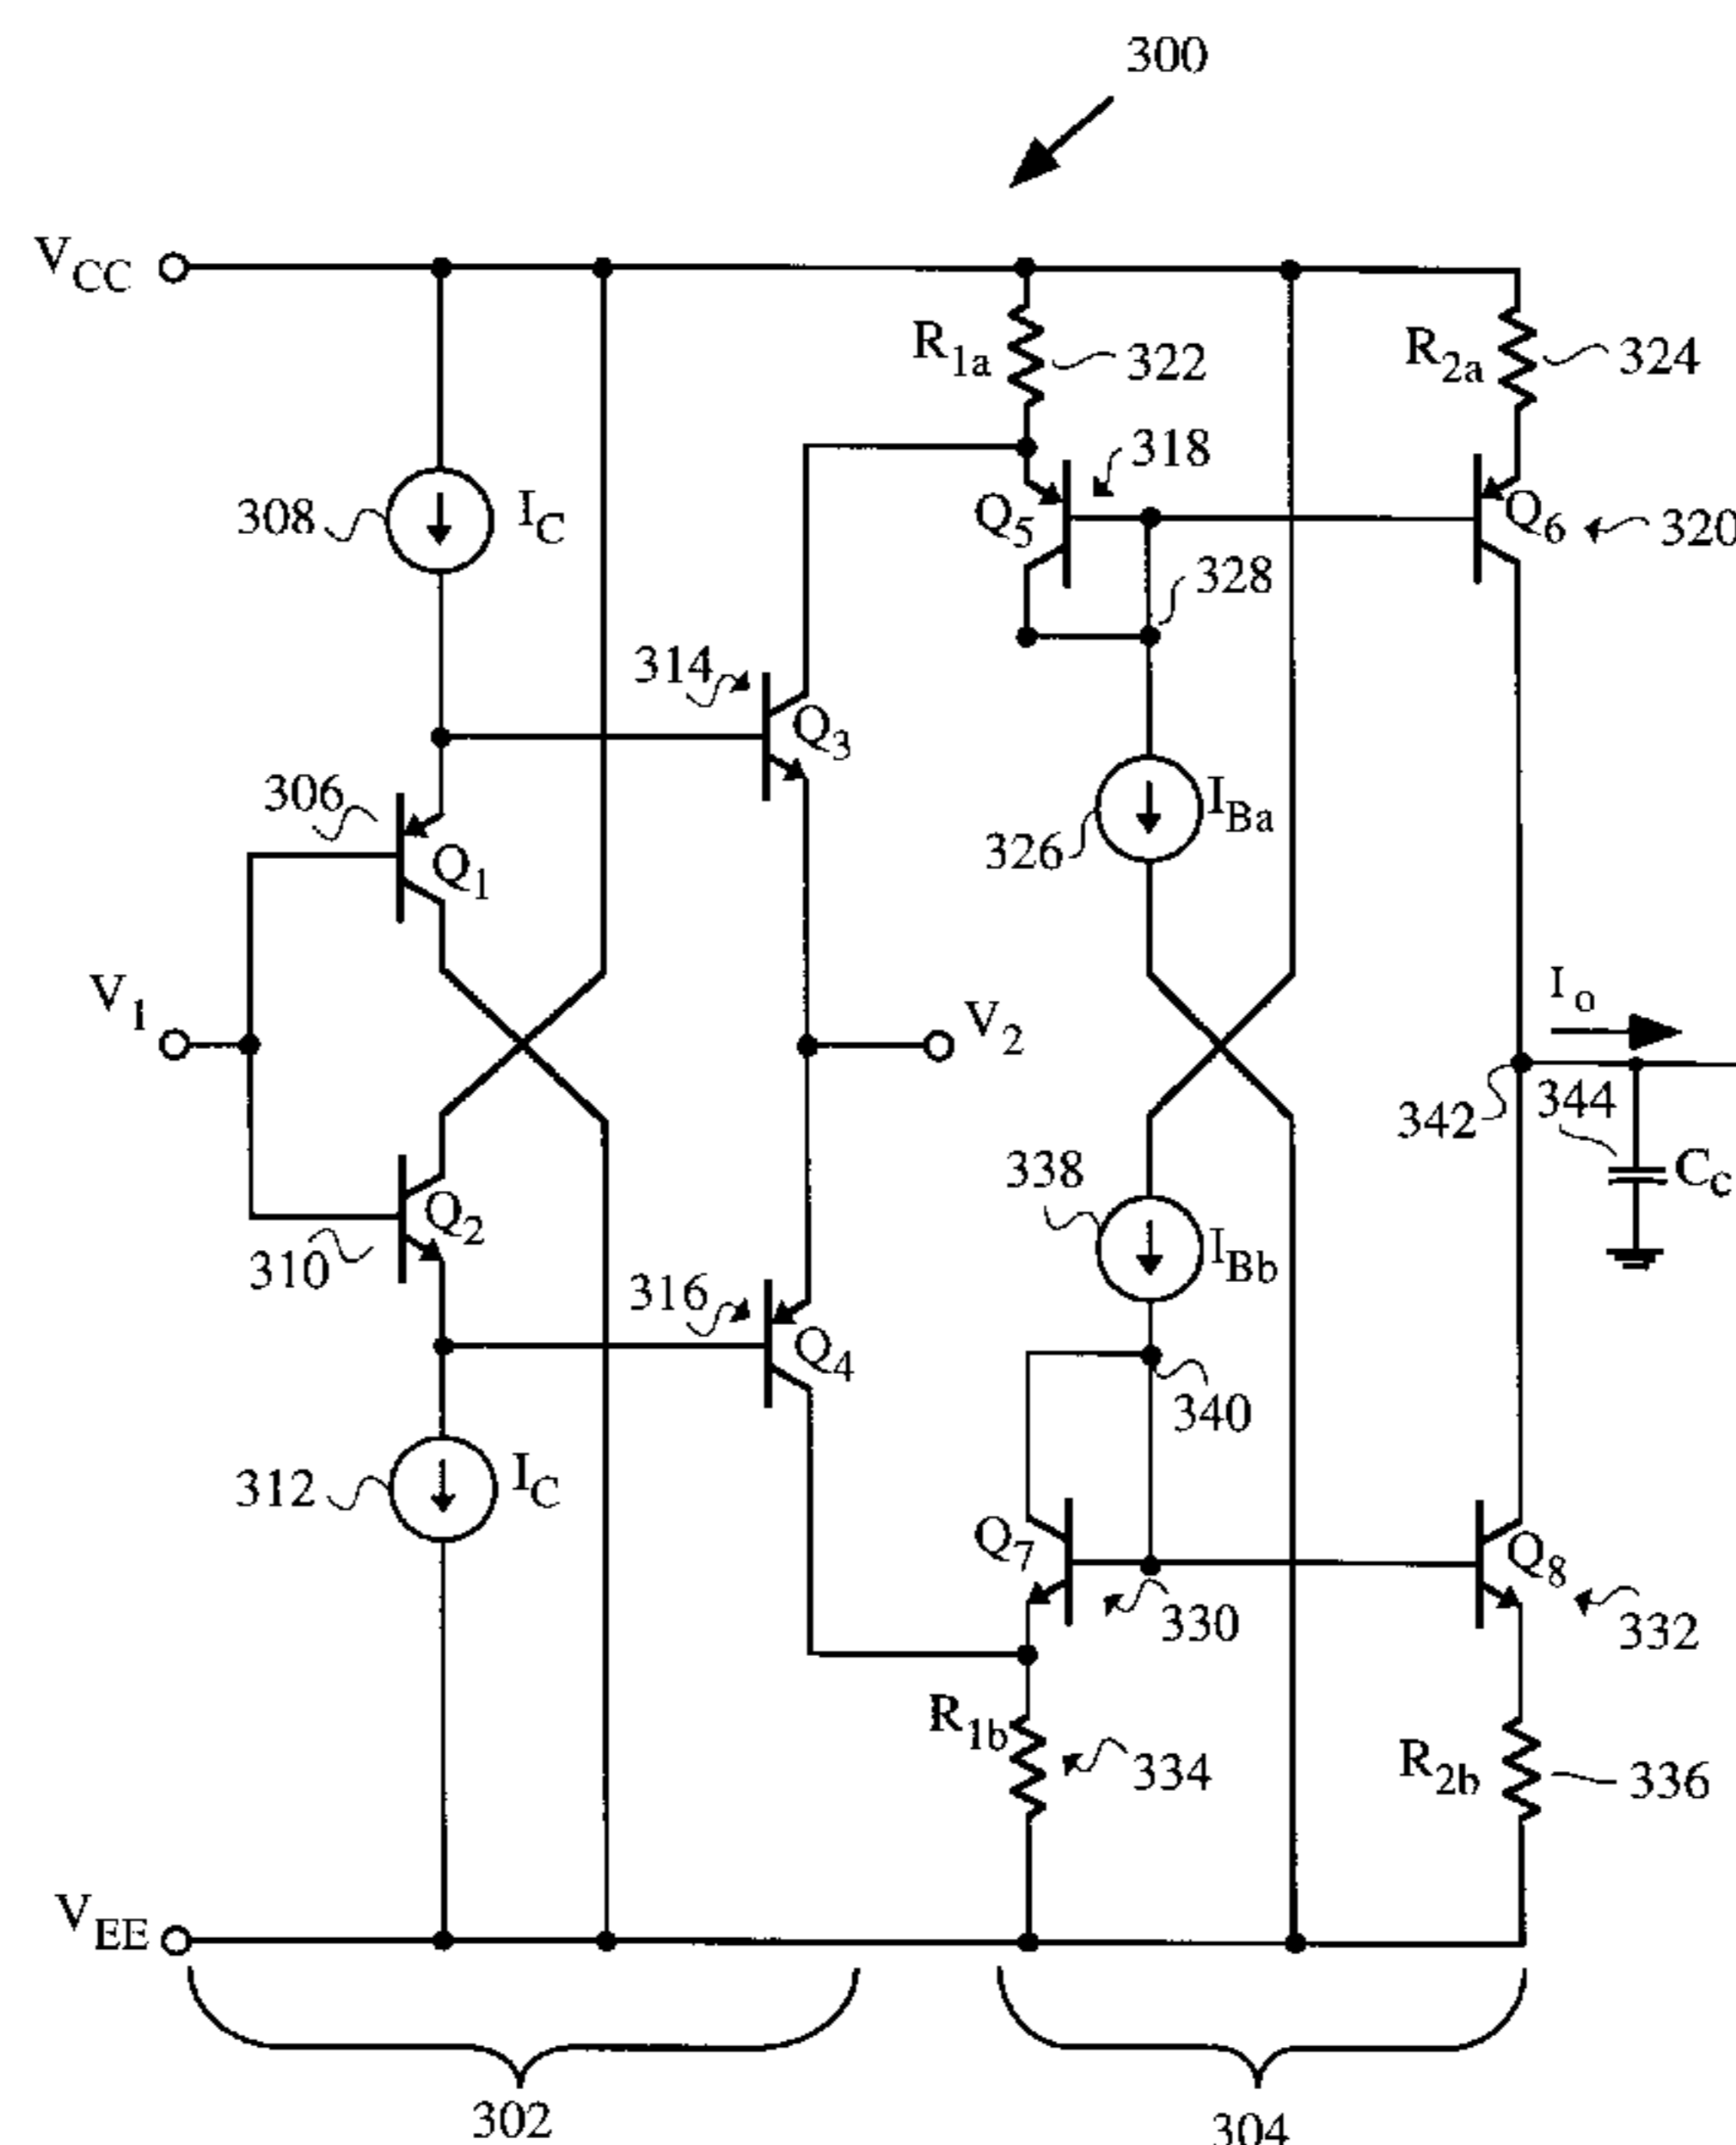 300
V_CC
R_1a
322
R_2a
324
308
I_C
Q_5
318
Q_6
320
328
314
Q_3
306
Q_1
326
I_Ba
V_1
V_2
I_o
342
344
C_c
338
I_Bb
Q_2
310
316
Q_4
340
312
I_C
Q_7
330
Q_8
332
R_1b
334
R_2b
336
V_EE
302
304